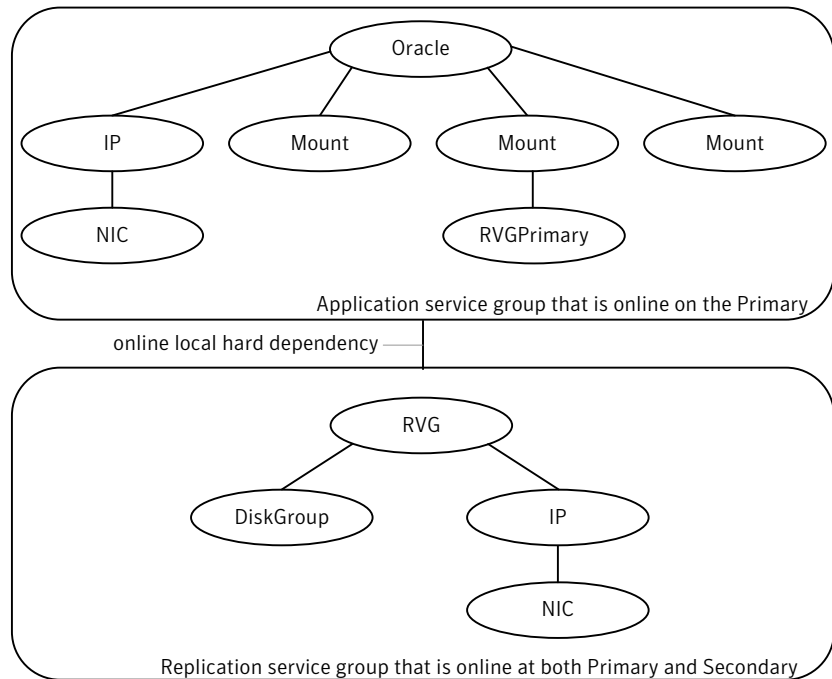 Oracle
IP
Mount
Mount
Mount
NIC
RVGPrimary
Application service group that is online on the Primary
online local hard dependency
RVG
DiskGroup
IP
NIC
Replication service group that is online at both Primary and Secondary